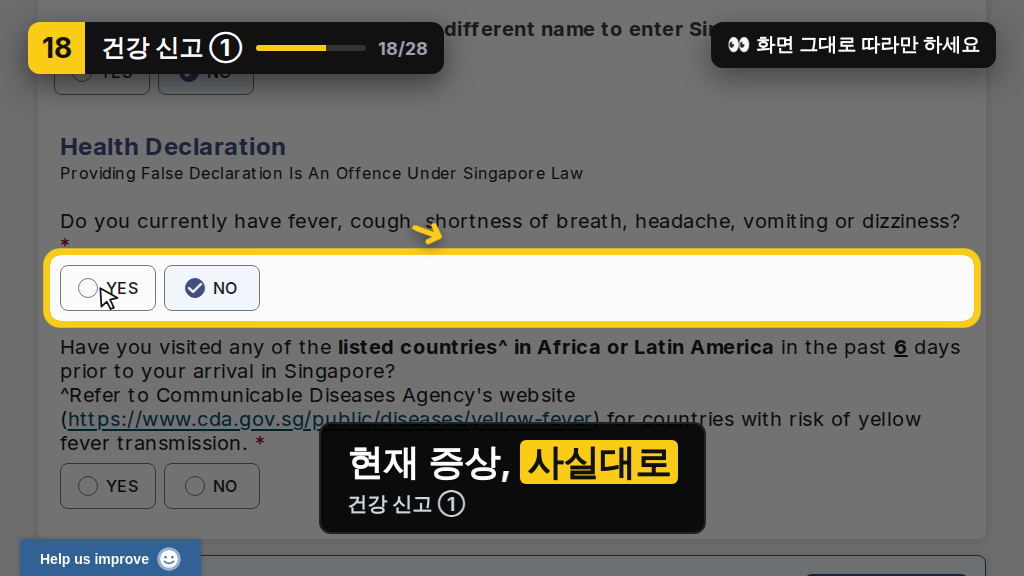 18 건강 신고 ① 18/28
👀 화면 그대로 따라만 하세요
different name to enter
YES NO
Health Declaration
Providing False Declaration Is An Offence Under Singapore Law
Do you currently have fever, cough, shortness of breath, headache, vomiting or dizziness?
*
YES NO
Have you visited any of the listed countries^ in Africa or Latin America in the past 6 days
prior to your arrival in Singapore?
^Refer to Communicable Diseases Agency's website
(https://www.cda.gov.sg/public/diseases/yellow-fever) for countries with risk of yellow
fever transmission. *
YES NO
현재 증상, 사실대로
건강 신고 ①
Help us improve